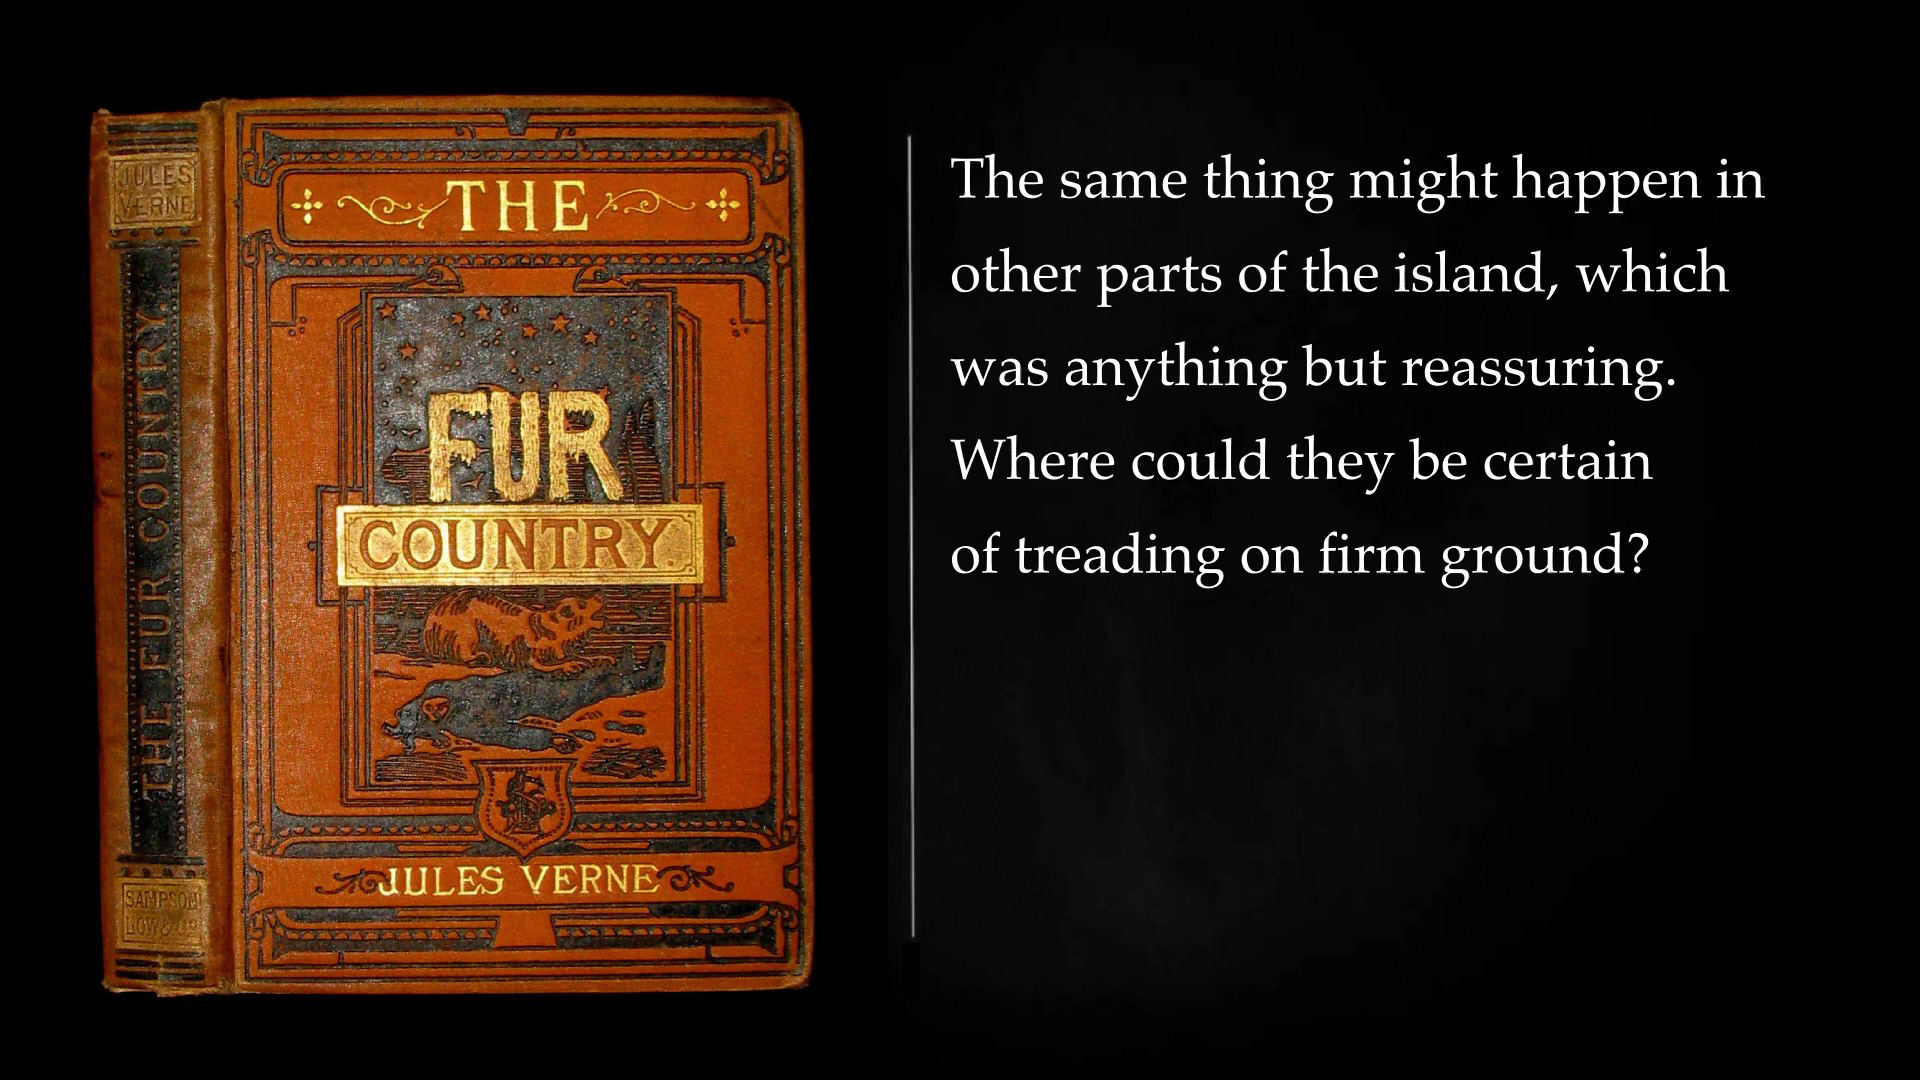 JULES
VERNE
THE FUR COUNTRY.
SAMPSON
LOW & Co
THE
FUR
COUNTRY.
JULES VERNE
The same thing might happen in
other parts of the island, which
was anything but reassuring.
Where could they be certain
of treading on firm ground?